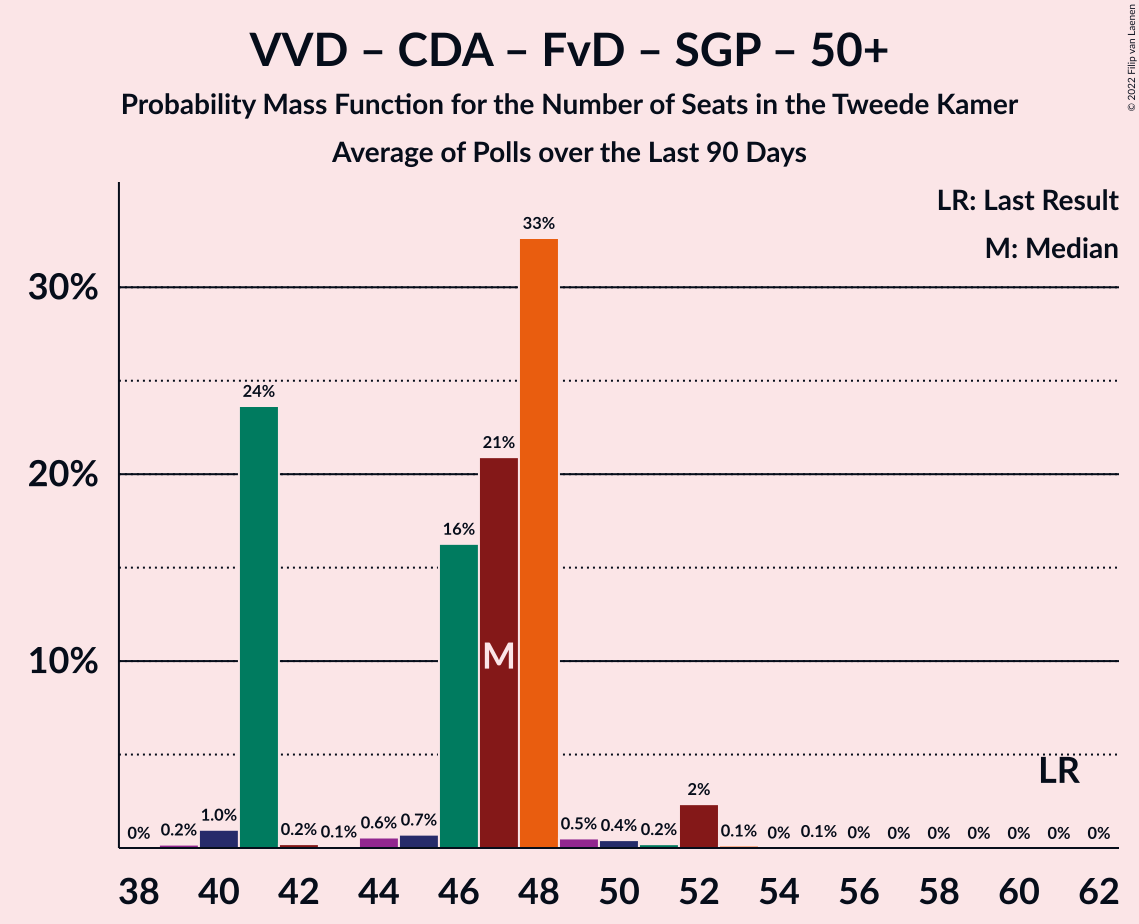 VVD – CDA – FvD – SGP – 50+
Probability Mass Function for the Number of Seats in the Tweede Kamer
Average of Polls over the Last 90 Days
© 2022 Filip van Laenen
LR: Last Result
M: Median
30%
20%
10%
0% 0.2% 1.0% 24% 0.2% 0.1% 0.6% 0.7% 16% 21% 33% 0.5% 0.4% 0.2% 2% 0.1% 0% 0.1% 0% 0% 0% 0% 0% 0% 0%
M
LR
38 40 42 44 46 48 50 52 54 56 58 60 62